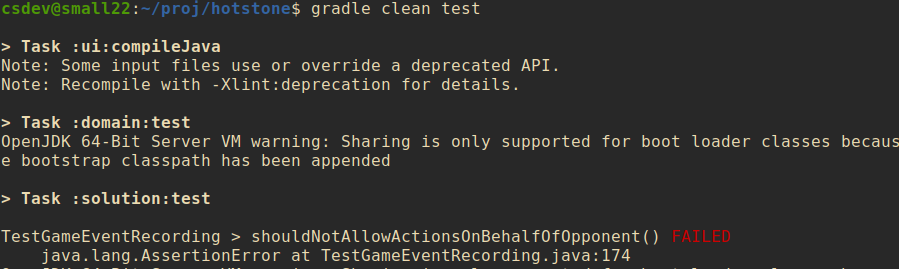 csdev@small22:~/proj/hotstone$ gradle clean test
> Task :ui:compileJava
Note: Some input files use or override a deprecated API.
Note: Recompile with -Xlint:deprecation for details.
> Task :domain:test
OpenJDK 64-Bit Server VM warning: Sharing is only supported for boot loader classes becaus
e bootstrap classpath has been appended
> Task :solution:test
TestGameEventRecording > shouldNotAllowActionsOnBehalfOfOpponent() FAILED
java.lang.AssertionError at TestGameEventRecording.java:174